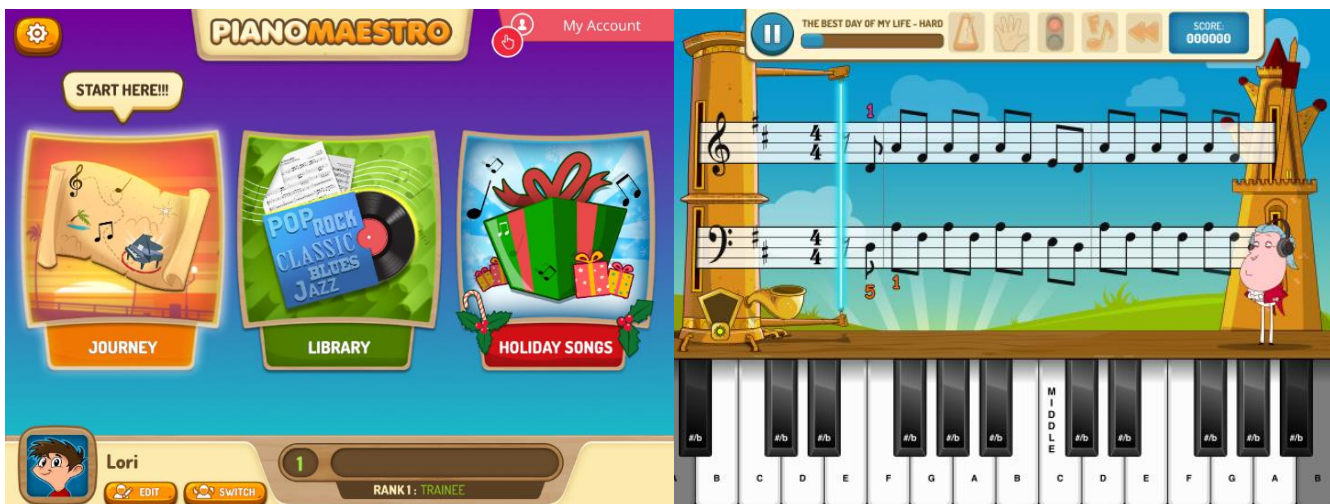 PIANOMAESTRO
My Account
START HERE!!!
POP ROCK
CLASSIC
BLUES
JAZZ
JOURNEY
LIBRARY
HOLIDAY SONGS
Lori
EDIT
SWITCH
1
RANK 1: TRAINEE
THE BEST DAY OF MY LIFE - HARD
SCORE:
000000
1
4
4
4
4
5
1
MIDDLE
#/b #/b #/b #/b #/b #/b #/b #/b #/b #/b #/b
B C D E F G A B C D E F G A B